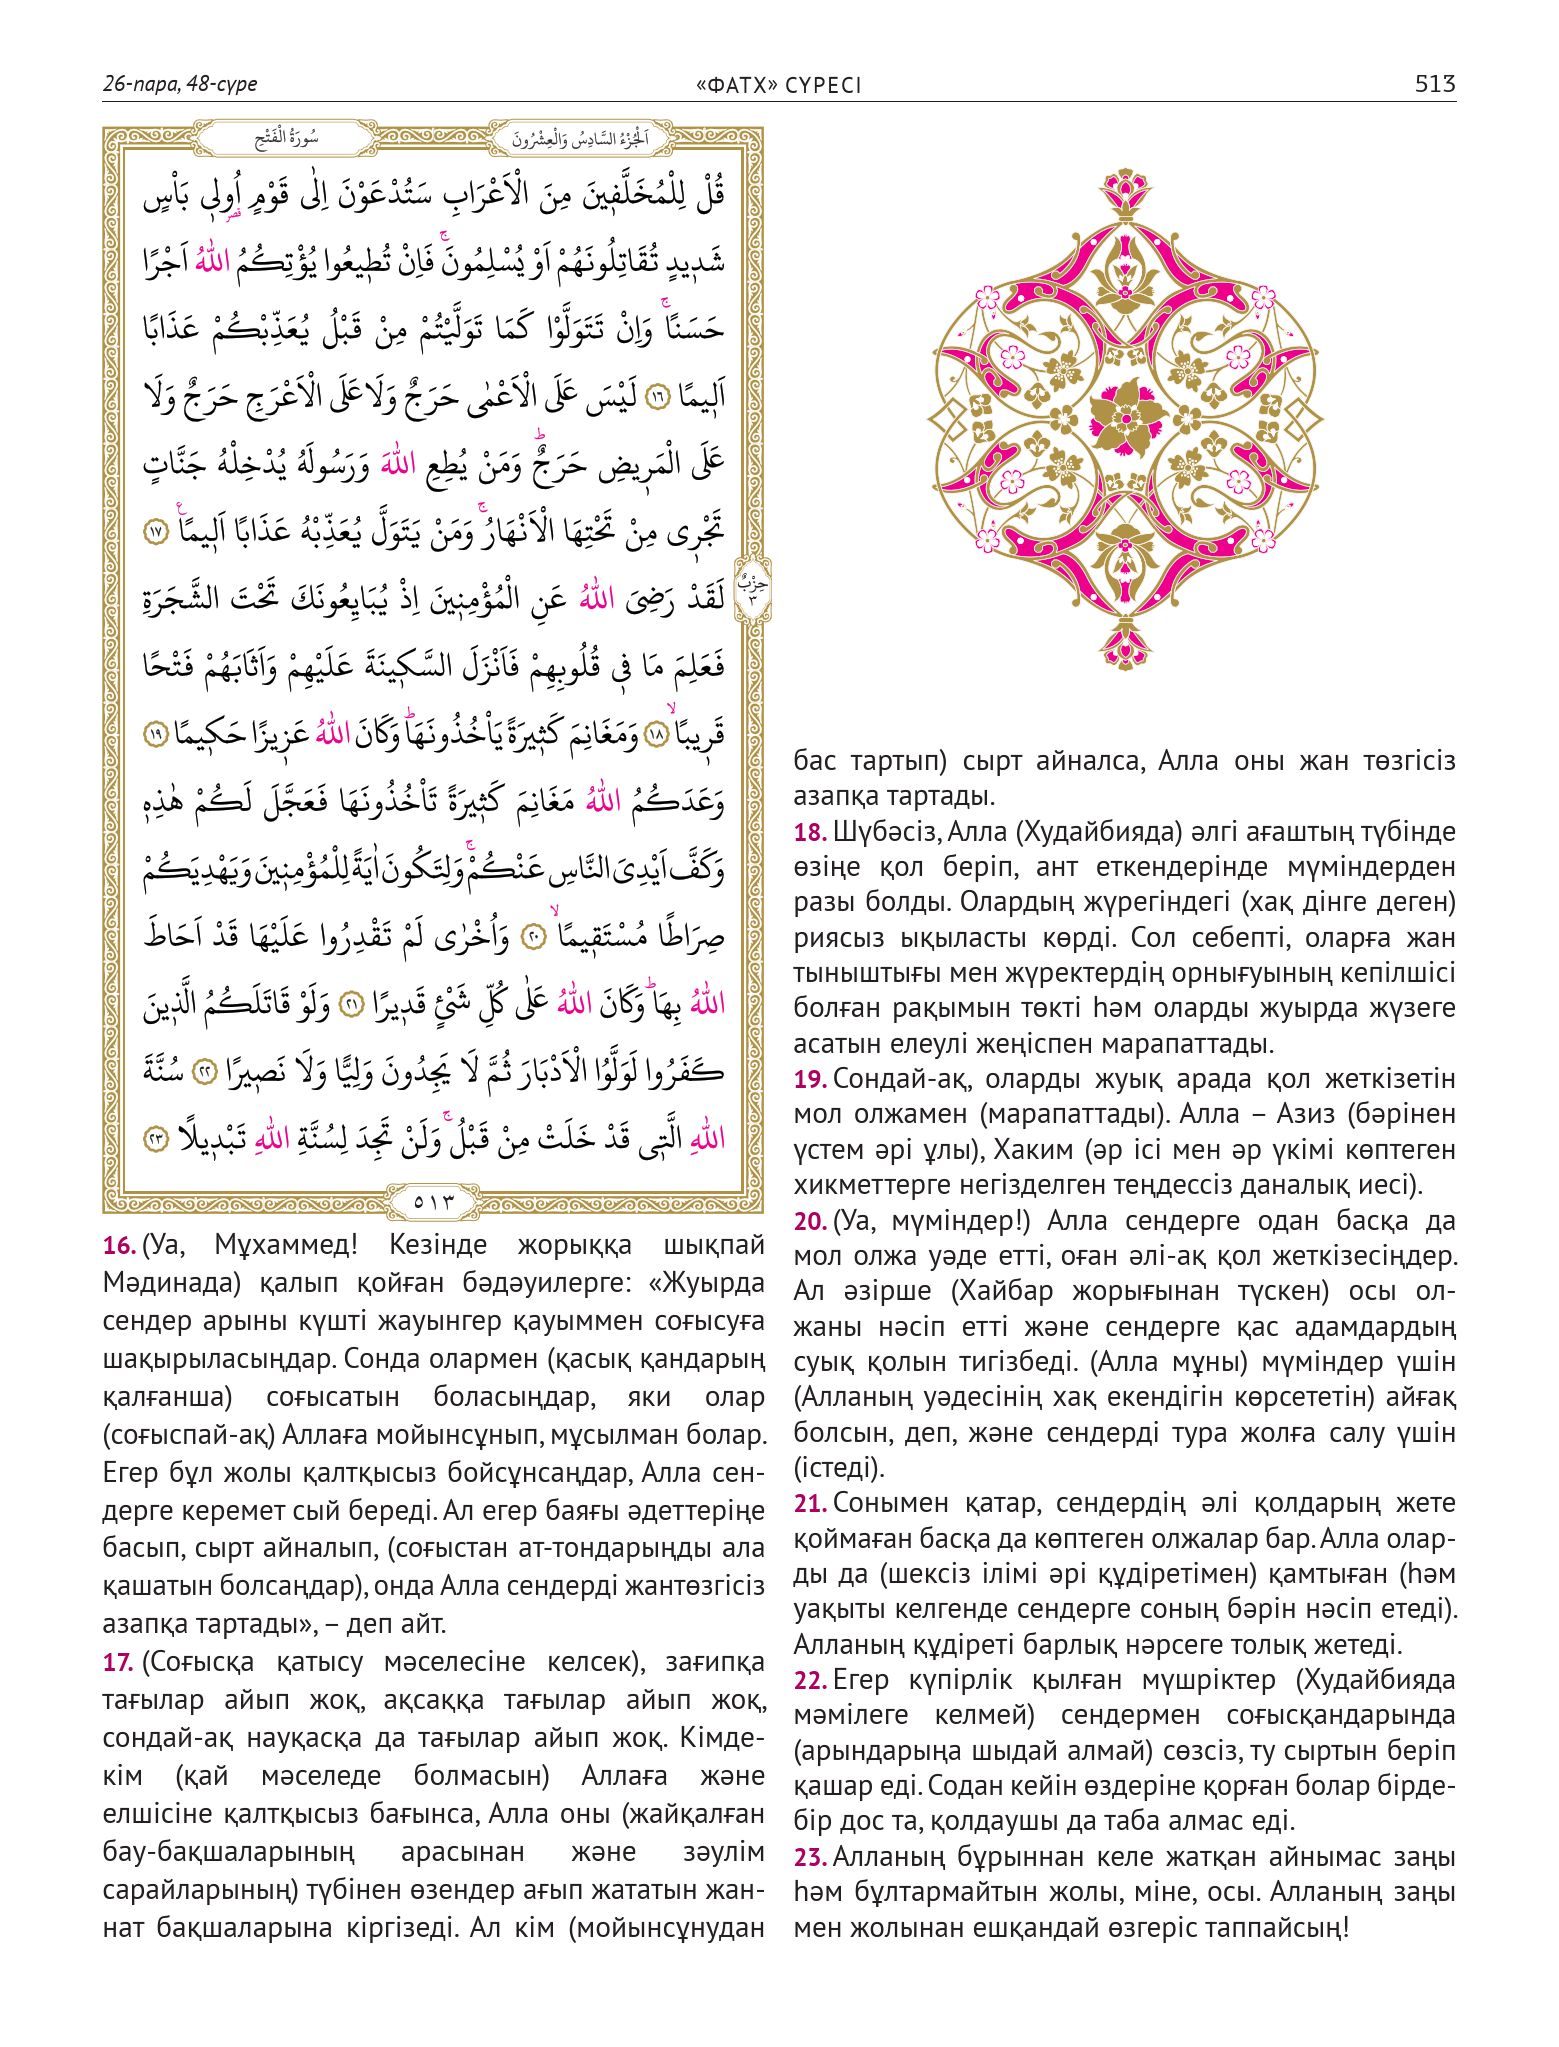 26-пара, 48-сүре
«ФАТХ» СҮРЕСІ
513
سُورَةُ الْفَتْحِ
اَلْجُزْءُ السَّادِسُ وَالْعِشْرُونَ
قُلْ لِلْمُخَلَّف۪ينَ مِنَ الْاَعْرَابِ سَتُدْعَوْنَ اِلٰى قَوْمٍ اُو۬ل۪ي بَاْسٍ
شَد۪يدٍ تُقَاتِلُونَهُمْ اَوْ يُسْلِمُونَۚ فَاِنْ تُط۪يعُوا يُؤْتِكُمُ اللّٰهُ اَجْرًا
حَسَنًاۚ وَاِنْ تَتَوَلَّوْا كَمَا تَوَلَّيْتُمْ مِنْ قَبْلُ يُعَذِّبْكُمْ عَذَابًا
اَل۪يمًا ﴿١٦﴾ لَيْسَ عَلَى الْاَعْمٰى حَرَجٌ وَلَا عَلَى الْاَعْرَجِ حَرَجٌ وَلَا
عَلَى الْمَر۪يضِ حَرَجٌۜ وَمَنْ يُطِعِ اللّٰهَ وَرَسُولَهُ يُدْخِلْهُ جَنَّاتٍ
تَجْر۪ى مِنْ تَحْتِهَا الْاَنْهَارُۚ وَمَنْ يَتَوَلَّ يُعَذِّبْهُ عَذَابًا اَل۪يمًاۚ ﴿١٧﴾
لَقَدْ رَضِىَ اللّٰهُ عَنِ الْمُؤْمِن۪ينَ اِذْ يُبَايِعُونَكَ تَحْتَ الشَّجَرَةِ
حِزْبٌ
٣
فَعَلِمَ مَا ف۪ي قُلُوبِهِمْ فَاَنْزَلَ السَّك۪ينَةَ عَلَيْهِمْ وَاَثَابَهُمْ فَتْحًا
قَر۪يبًاۙ ﴿١٨﴾ وَمَغَانِمَ كَث۪يرَةً يَاْخُذُونَهَاۜ وَكَانَ اللّٰهُ عَز۪يزًا حَك۪يمًا ﴿١٩﴾
وَعَدَكُمُ اللّٰهُ مَغَانِمَ كَث۪يرَةً تَاْخُذُونَهَا فَعَجَّلَ لَكُمْ هٰذِه۪
وَكَفَّ اَيْدِىَ النَّاسِ عَنْكُمْۚ وَلِتَكُونَ اٰيَةً لِلْمُؤْمِن۪ينَ وَيَهْدِيَكُمْ
صِرَاطًا مُسْتَق۪يمًاۙ ﴿٢٠﴾ وَاُخْرٰى لَمْ تَقْدِرُوا عَلَيْهَا قَدْ اَحَاطَ
اللّٰهُ بِهَاۜ وَكَانَ اللّٰهُ عَلٰى كُلِّ شَيْءٍ قَد۪يرًا ﴿٢١﴾ وَلَوْ قَاتَلَكُمُ الَّذ۪ينَ
كَفَرُوا لَوَلَّوُا الْاَدْبَارَ ثُمَّ لَا يَجِدُونَ وَلِيًّا وَلَا نَص۪يرًا ﴿٢٢﴾ سُنَّةَ
اللّٰهِ الَّت۪ي قَدْ خَلَتْ مِنْ قَبْلُۚ وَلَنْ تَجِدَ لِسُنَّةِ اللّٰهِ تَبْد۪يلًا ﴿٢٣﴾
٥١٣
16. (Уа, Мұхаммед! Кезінде жорыққа шықпай
Мәдинада) қалып қойған бәдәуилерге: «Жуырда
сендер арыны күшті жауынгер қауыммен соғысуға
шақырыласыңдар. Сонда олармен (қасық қандарың
қалғанша) соғысатын боласыңдар, яки олар
(соғыспай-ақ) Аллаға мойынсұнып, мұсылман болар.
Егер бұл жолы қалтқысыз бойсұнсаңдар, Алла сен-
дерге керемет сый береді. Ал егер баяғы әдеттеріңе
басып, сырт айналып, (соғыстан ат-тондарыңды ала
қашатын болсаңдар), онда Алла сендерді жантөзгісіз
азапқа тартады», – деп айт.
17. (Соғысқа қатысу мәселесіне келсек), зағипқа
тағылар айып жоқ, ақсаққа тағылар айып жоқ,
сондай-ақ науқасқа да тағылар айып жоқ. Кімде-
кім (қай мәселеде болмасын) Аллаға және
елшісіне қалтқысыз бағынса, Алла оны (жайқалған
бау-бақшаларының арасынан және зәулім
сарайларының) түбінен өзендер ағып жататын жан-
нат бақшаларына кіргізеді. Ал кім (мойынсұнудан
бас тартып) сырт айналса, Алла оны жан төзгісіз
азапқа тартады.
18. Шүбәсіз, Алла (Худайбияда) әлгі ағаштың түбінде
өзіңе қол беріп, ант еткендерінде мүміндерден
разы болды. Олардың жүрегіндегі (хақ дінге деген)
риясыз ықыласты көрді. Сол себепті, оларға жан
тыныштығы мен жүректердің орнығуының кепілшісі
болған рақымын төкті һәм оларды жуырда жүзеге
асатын елеулі жеңіспен марапаттады.
19. Сондай-ақ, оларды жуық арада қол жеткізетін
мол олжамен (марапаттады). Алла – Азиз (бәрінен
үстем әрі ұлы), Хаким (әр ісі мен әр үкімі көптеген
хикметтерге негізделген теңдессіз даналық иесі).
20. (Уа, мүміндер!) Алла сендерге одан басқа да
мол олжа уәде етті, оған әлі-ақ қол жеткізесіңдер.
Ал әзірше (Хайбар жорығынан түскен) осы ол-
жаны нәсіп етті және сендерге қас адамдардың
суық қолын тигізбеді. (Алла мұны) мүміндер үшін
(Алланың уәдесінің хақ екендігін көрсететін) айғақ
болсын, деп, және сендерді тура жолға салу үшін
(істеді).
21. Сонымен қатар, сендердің әлі қолдарың жете
қоймаған басқа да көптеген олжалар бар. Алла олар-
ды да (шексіз ілімі әрі құдіретімен) қамтыған (һәм
уақыты келгенде сендерге соның бәрін нәсіп етеді).
Алланың құдіреті барлық нәрсеге толық жетеді.
22. Егер күпірлік қылған мүшріктер (Худайбияда
мәмілеге келмей) сендермен соғысқандарында
(арындарыңа шыдай алмай) сөзсіз, ту сыртын беріп
қашар еді. Содан кейін өздеріне қорған болар бірде-
бір дос та, қолдаушы да таба алмас еді.
23. Алланың бұрыннан келе жатқан айнымас заңы
һәм бұлтармайтын жолы, міне, осы. Алланың заңы
мен жолынан ешқандай өзгеріс таппайсың!